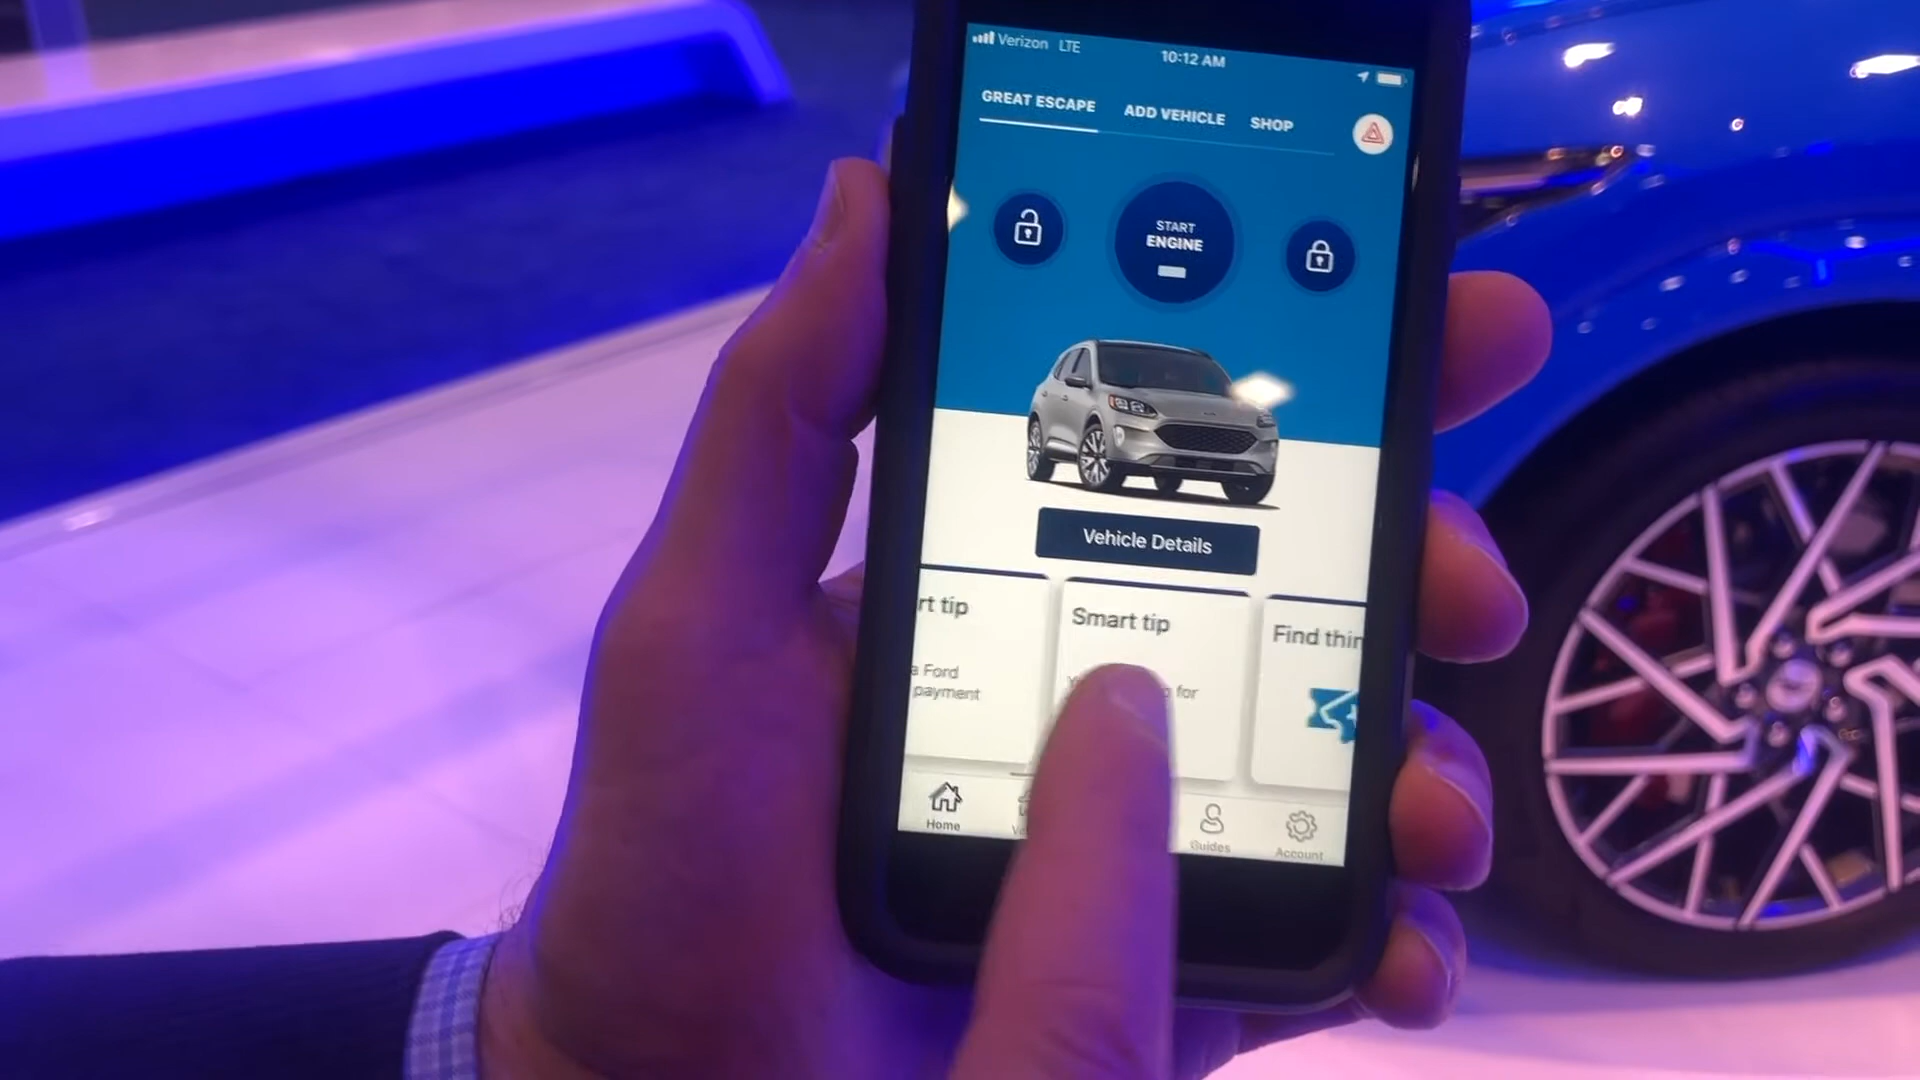 Verizon LTE
10:12 AM
GREAT ESCAPE
ADD VEHICLE
SHOP
START
ENGINE
Vehicle Details
rt tip
Ford
payment
Smart tip
for
Find thin
Home
Guides
Account